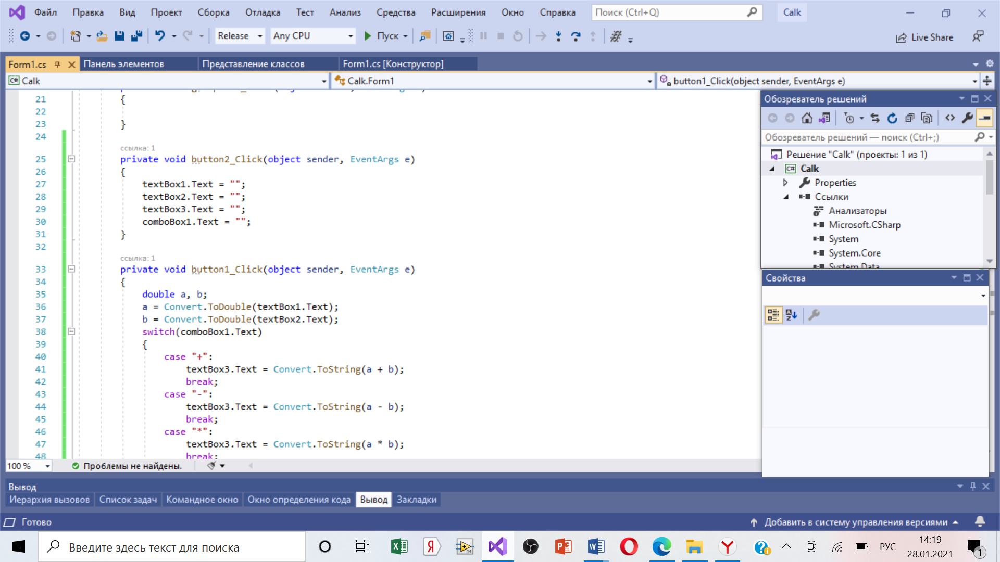 Файл Правка Вид Проект Сборка Отладка Тест Анализ Средства Расширения Окно Справка Поиск (Ctrl+Q) Calk
Release Any CPU Пуск Live Share
Form1.cs Панель элементов Представление классов Form1.cs [Конструктор]
C# Calk Calk.Form1 button1_Click(object sender, EventArgs e)
21 {
22
23 }
24
ссылка: 1
25 private void button2_Click(object sender, EventArgs e)
26 {
27 textBox1.Text = "";
28 textBox2.Text = "";
29 textBox3.Text = "";
30 comboBox1.Text = "";
31 }
32
ссылка: 1
33 private void button1_Click(object sender, EventArgs e)
34 {
35 double a, b;
36 a = Convert.ToDouble(textBox1.Text);
37 b = Convert.ToDouble(textBox2.Text);
38 switch(comboBox1.Text)
39 {
40 case "+":
41 textBox3.Text = Convert.ToString(a + b);
42 break;
43 case "-":
44 textBox3.Text = Convert.ToString(a - b);
45 break;
46 case "*":
47 textBox3.Text = Convert.ToString(a * b);
48 break;
100 % Проблемы не найдены.
Обозреватель решений
Обозреватель решений — поиск (Ctrl+;)
Решение "Calk" (проекты: 1 из 1)
C# Calk
Properties
Ссылки
Анализаторы
Microsoft.CSharp
System
System.Core
System.Data
Свойства
Вывод
Иерархия вызовов Список задач Командное окно Окно определения кода Вывод Закладки
Готово Добавить в систему управления версиями
Введите здесь текст для поиска
РУС 14:19
28.01.2021
1